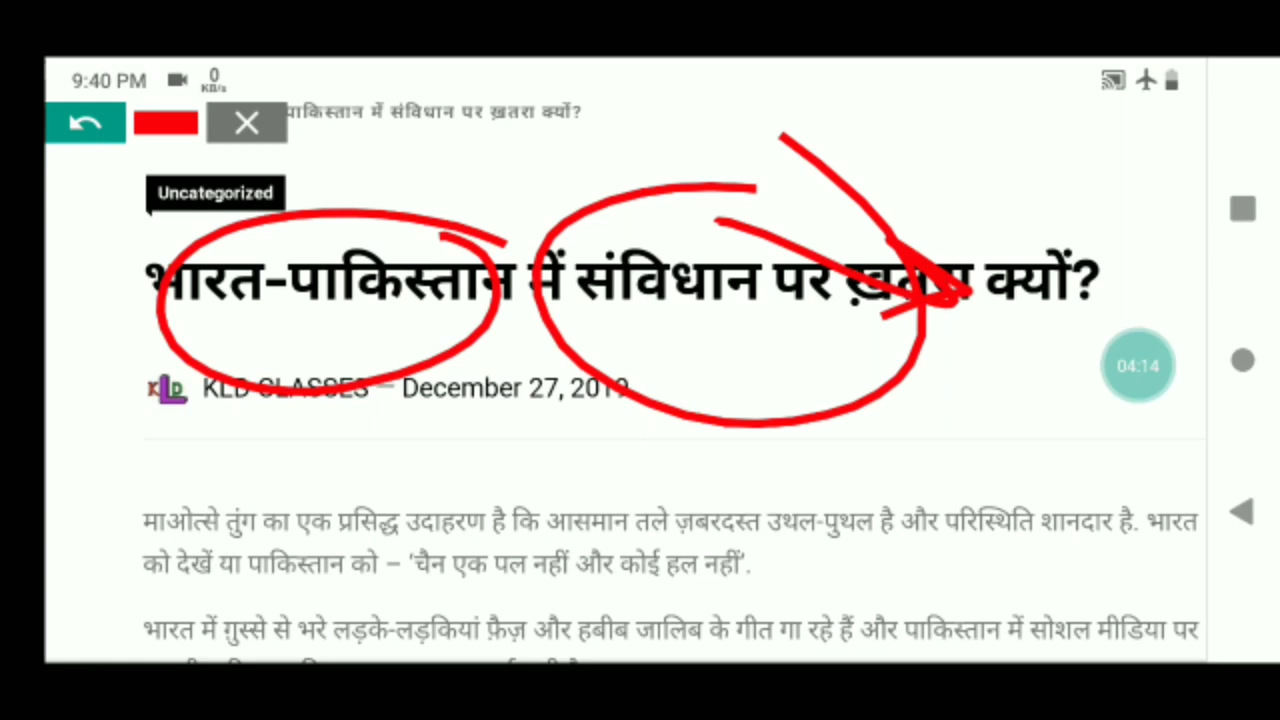 9:40 PM 0 KB/s
पाकिस्तान में संविधान पर ख़तरा क्यों?
Uncategorized
भारत-पाकिस्तान में संविधान पर ख़तरा क्यों?
KLD KLD CLASSES — December 27, 2019
04:14
माओत्से तुंग का एक प्रसिद्ध उदाहरण है कि आसमान तले ज़बरदस्त उथल-पुथल है और परिस्थिति शानदार है. भारत
को देखें या पाकिस्तान को – ‘चैन एक पल नहीं और कोई हल नहीं’.
भारत में ग़ुस्से से भरे लड़के-लड़कियां फ़ैज़ और हबीब जालिब के गीत गा रहे हैं और पाकिस्तान में सोशल मीडिया पर